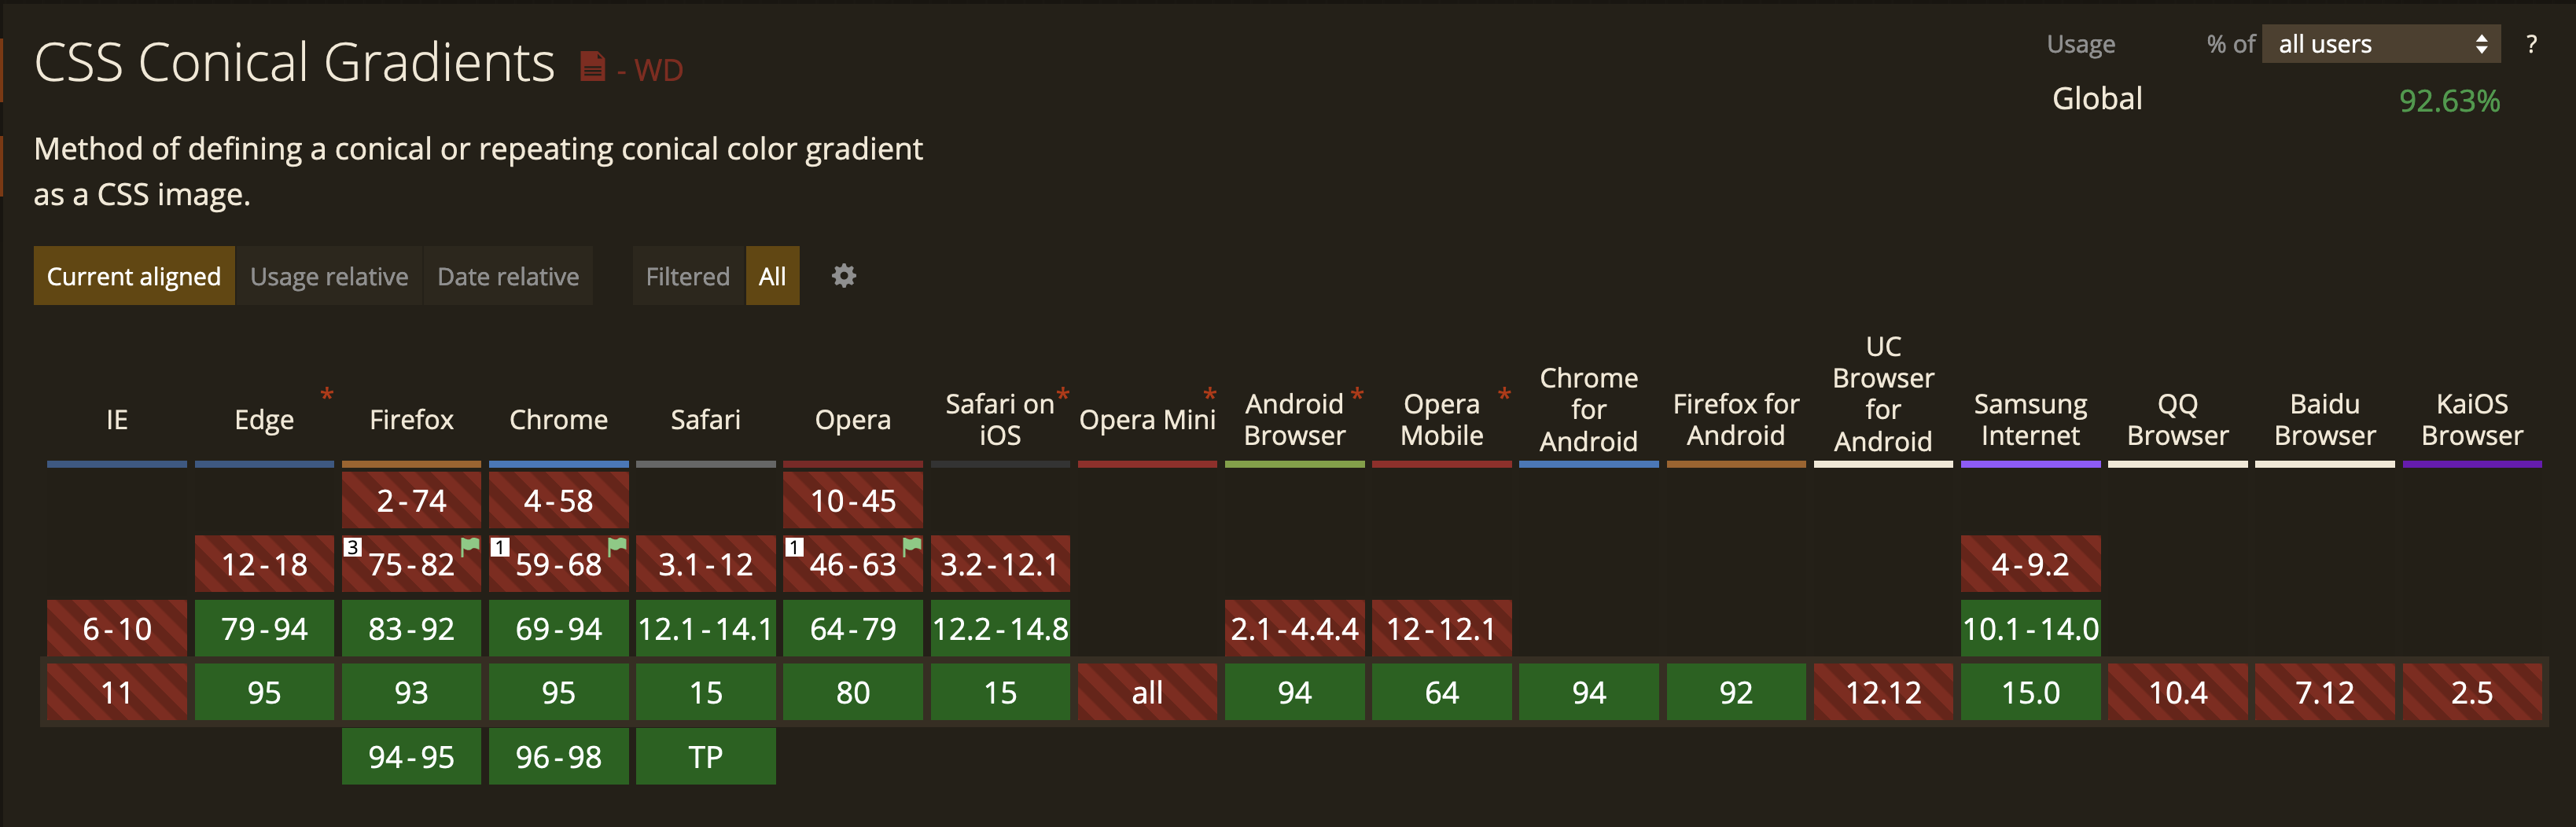 CSS Conical Gradients - WD
Usage % of all users ?
Global 92.63%
Method of defining a conical or repeating conical color gradient
as a CSS image.
Current aligned Usage relative Date relative Filtered All
IE
Edge *
Firefox
Chrome
Safari
Opera
Safari on *
iOS
Opera Mini *
Android *
Browser
Opera *
Mobile
Chrome
for
Android
Firefox for
Android
UC
Browser
for
Android
Samsung
Internet
QQ
Browser
Baidu
Browser
KaiOS
Browser
2-74 4-58 10-45
12-18 3 75-82 1 59-68 3.1-12 1 46-63 3.2-12.1 4-9.2
6-10 79-94 83-92 69-94 12.1-14.1 64-79 12.2-14.8 2.1-4.4.4 12-12.1 10.1-14.0
11 95 93 95 15 80 15 all 94 64 94 92 12.12 15.0 10.4 7.12 2.5
94-95 96-98 TP